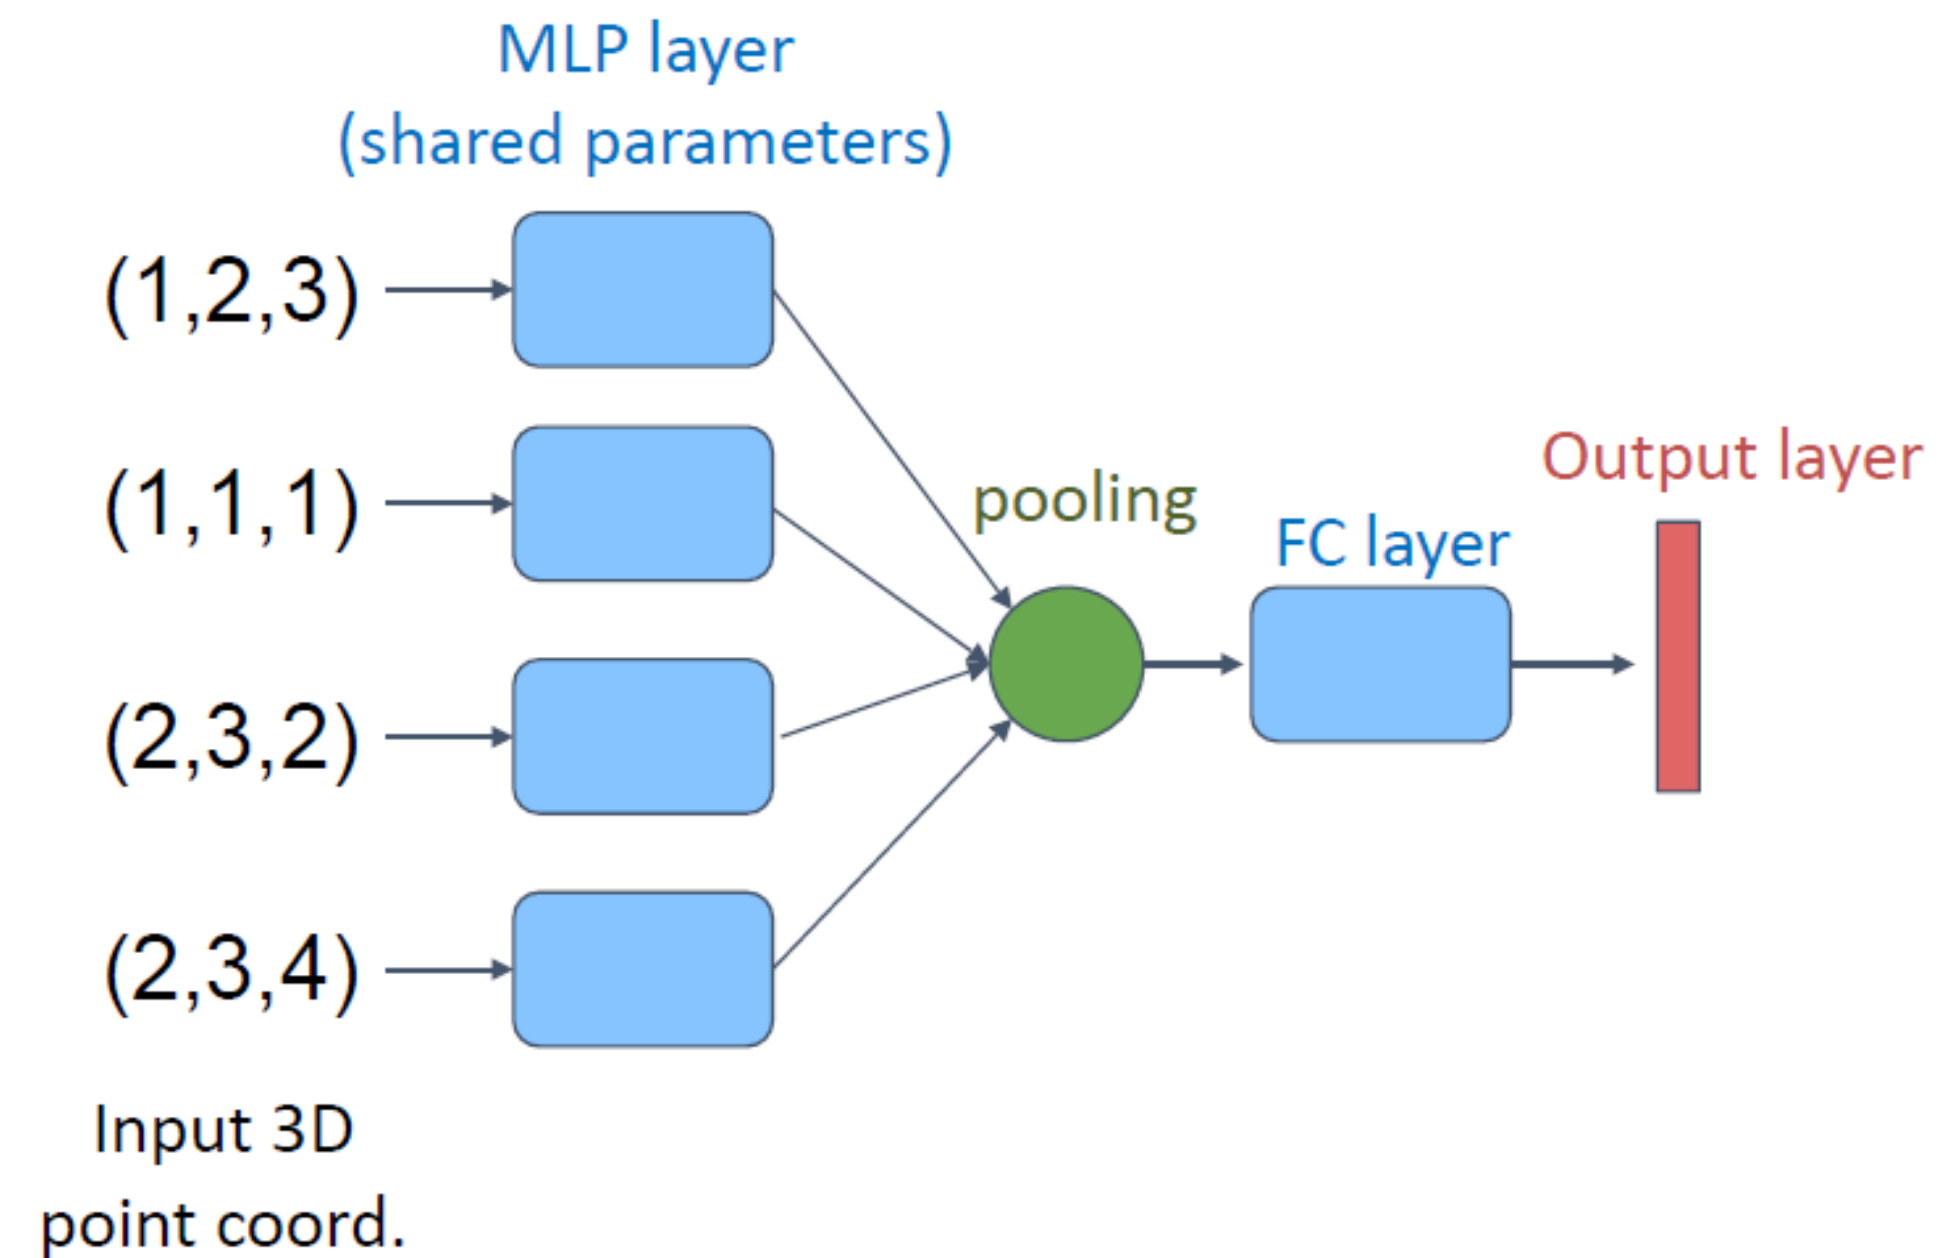 MLP layer
(shared parameters)
(1,2,3)
(1,1,1)
(2,3,2)
(2,3,4)
Input 3D
point coord.
pooling
FC layer
Output layer